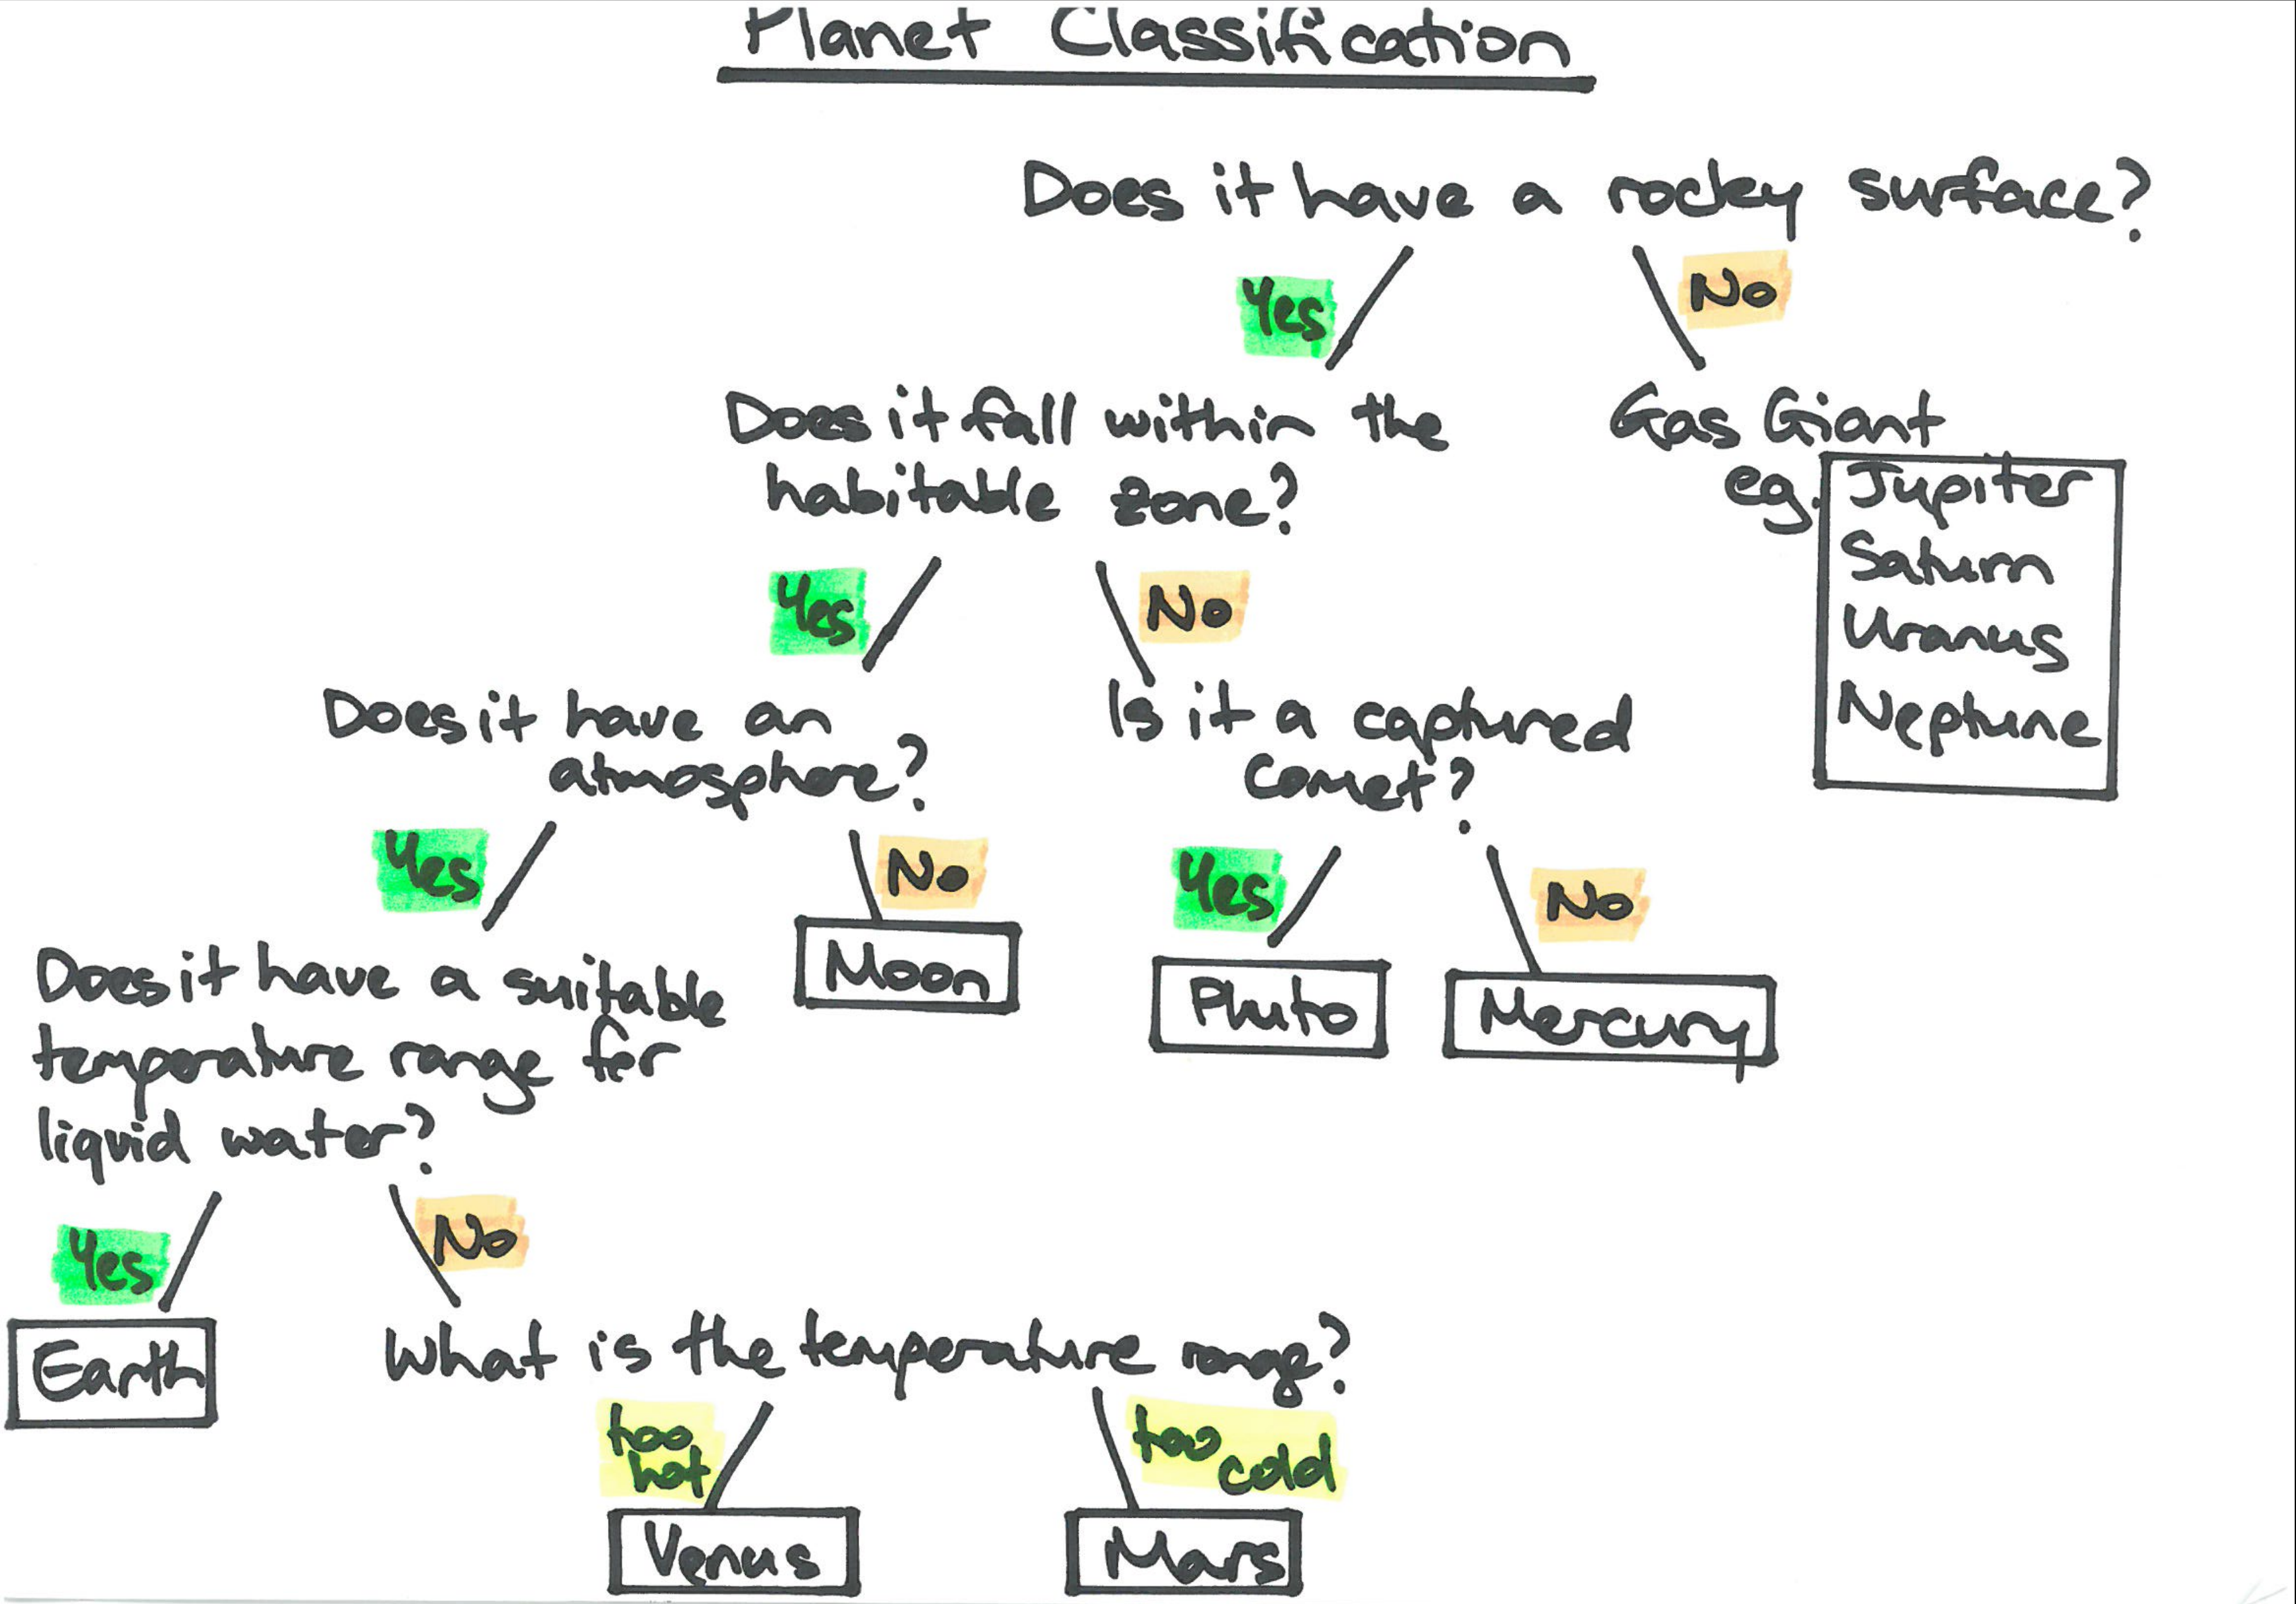 Planet Classification
Does it have a rocky surface?
Yes
No
Does it fall within the
habitable zone?
Gas Giant
eg. Jupiter
Saturn
Uranus
Neptune
Yes
No
Does it have an
atmosphere?
Is it a captured
comet?
Yes
No
Yes
No
Does it have a suitable
temperature range for
liquid water?
Moon
Pluto
Mercury
Yes
No
Earth
What is the temperature range?
too
hot
too
cold
Venus
Mars